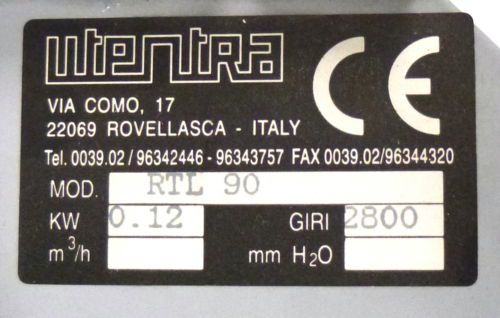 utentra
VIA COMO, 17
22069 ROVELLASCA - ITALY
CE
Tel. 0039.02/96342446 - 96343757 FAX 0039.02/96344320
MOD. RTL 90
KW 0.12 GIRI 2800
m³/h mm H₂O